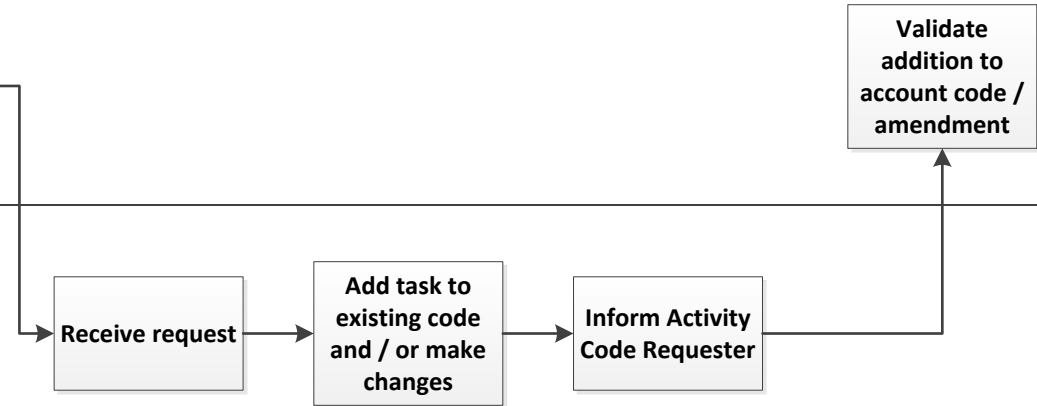 Validate
addition to
account code /
amendment
Receive request
Add task to
existing code
and / or make
changes
Inform Activity
Code Requester